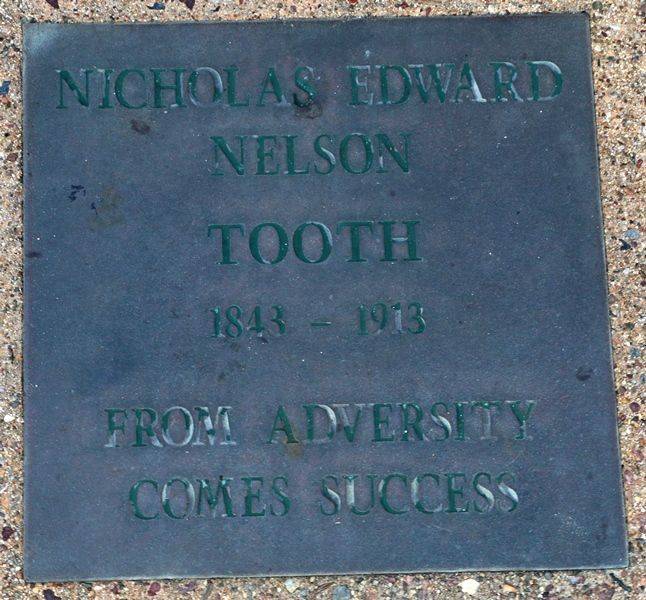 NICHOLAS EDWARD
NELSON
TOOTH
1843 – 1913
FROM ADVERSITY
COMES SUCCESS